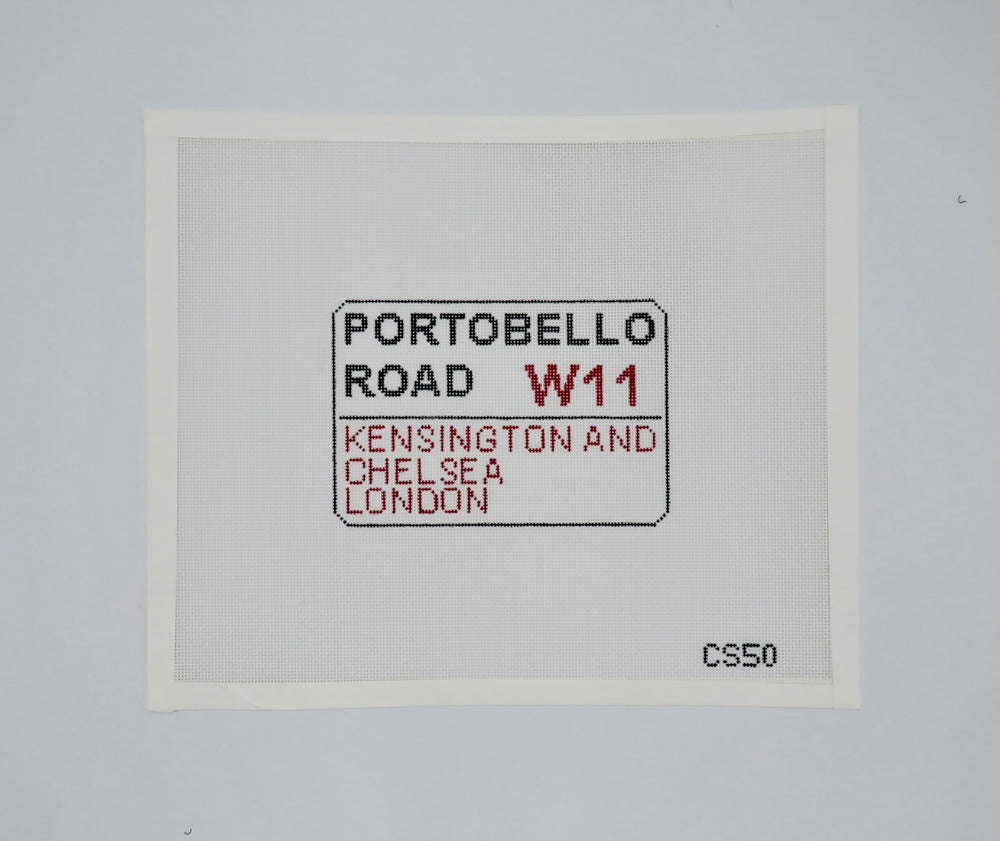 PORTOBELLO
ROAD W11
KENSINGTON AND
CHELSEA
LONDON
CS50